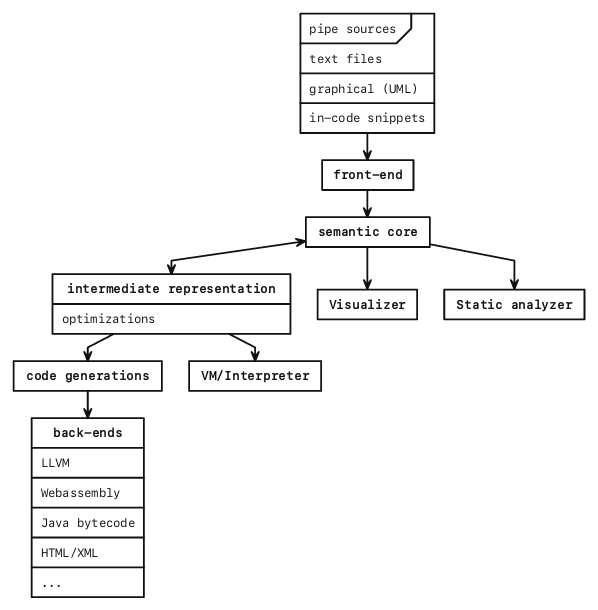 pipe sources
text files
graphical (UML)
in-code snippets
front-end
semantic core
intermediate representation
optimizations
Visualizer
Static analyzer
code generations
VM/Interpreter
back-ends
LLVM
Webassembly
Java bytecode
HTML/XML
...